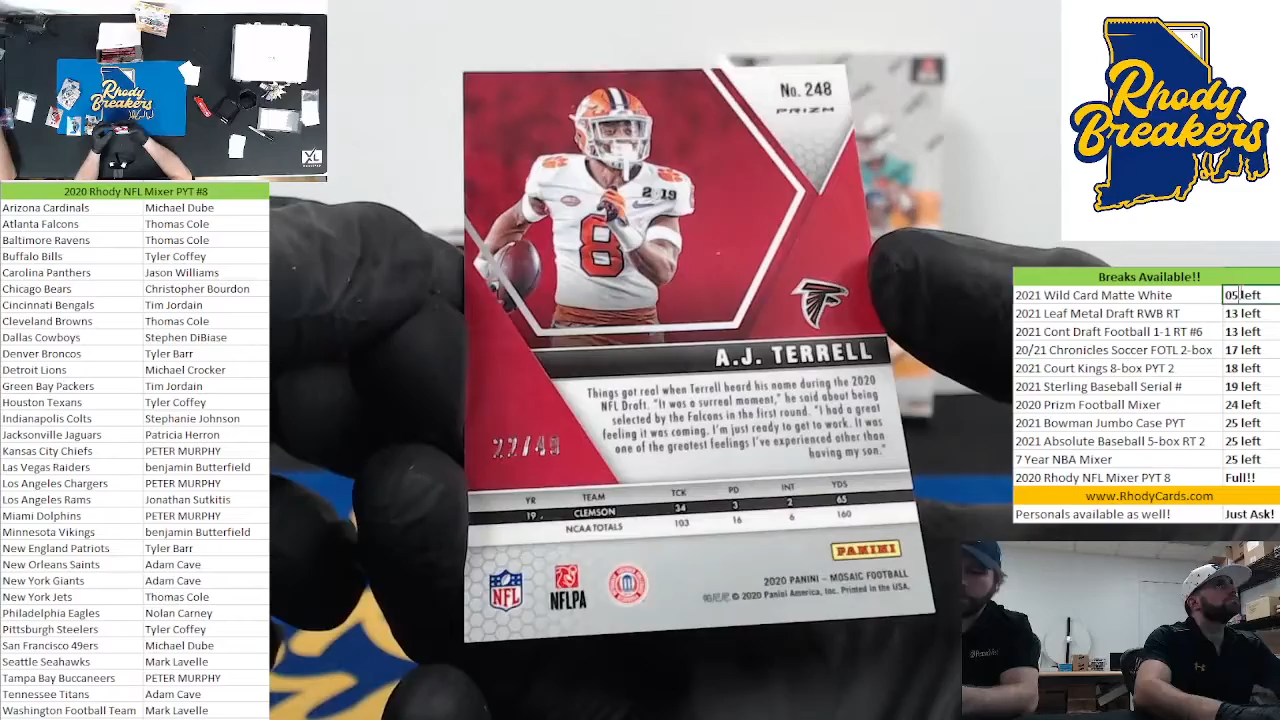 Rhody
Breakers
XL
2020 Rhody NFL Mixer PYT #8
Arizona Cardinals Michael Dube
Atlanta Falcons Thomas Cole
Baltimore Ravens Thomas Cole
Buffalo Bills Tyler Coffey
Carolina Panthers Jason Williams
Chicago Bears Christopher Bourdon
Cincinnati Bengals Tim Jordain
Cleveland Browns Thomas Cole
Dallas Cowboys Stephen DiBiase
Denver Broncos Tyler Barr
Detroit Lions Michael Crocker
Green Bay Packers Tim Jordain
Houston Texans Tyler Coffey
Indianapolis Colts Stephanie Johnson
Jacksonville Jaguars Patricia Herron
Kansas City Chiefs PETER MURPHY
Las Vegas Raiders benjamin Butterfield
Los Angeles Chargers PETER MURPHY
Los Angeles Rams Jonathan Sutkitis
Miami Dolphins PETER MURPHY
Minnesota Vikings benjamin Butterfield
New England Patriots Tyler Barr
New Orleans Saints Adam Cave
New York Giants Adam Cave
New York Jets Thomas Cole
Philadelphia Eagles Nolan Carney
Pittsburgh Steelers Tyler Coffey
San Francisco 49ers Michael Dube
Seattle Seahawks Mark Lavelle
Tampa Bay Buccaneers PETER MURPHY
Tennessee Titans Adam Cave
Washington Football Team Mark Lavelle
No. 248
PRIZM
2019
8
A.J. TERRELL
Things got real when Terrell heard his name during the 2020
NFL Draft. "It was a surreal moment," he said about being
selected by the Falcons in the first round. "I had a great
feeling it was coming. I'm just ready to get to work. It was
one of the greatest feelings I've experienced other than
having my son."
22/49
YR TEAM TCK PD INT YDS
19 CLEMSON 34 3 2 65
NCAA TOTALS 103 16 6 160
PANINI
NFL
NFLPA
2020 PANINI – MOSAIC FOOTBALL
© 2020 Panini America, Inc. Printed in the USA.
Rhody
Breakers
Breaks Available!!
2021 Wild Card Matte White 05 left
2021 Leaf Metal Draft RWB RT 13 left
2021 Cont Draft Football 1-1 RT #6 13 left
20/21 Chronicles Soccer FOTL 2-box 17 left
2021 Court Kings 8-box PYT 2 18 left
2021 Sterling Baseball Serial # 19 left
2020 Prizm Football Mixer 24 left
2021 Bowman Jumbo Case PYT 25 left
2021 Absolute Baseball 5-box RT 2 25 left
7 Year NBA Mixer 25 left
2020 Rhody NFL Mixer PYT 8 Full!!
www.RhodyCards.com
Personals available as well! Just Ask!